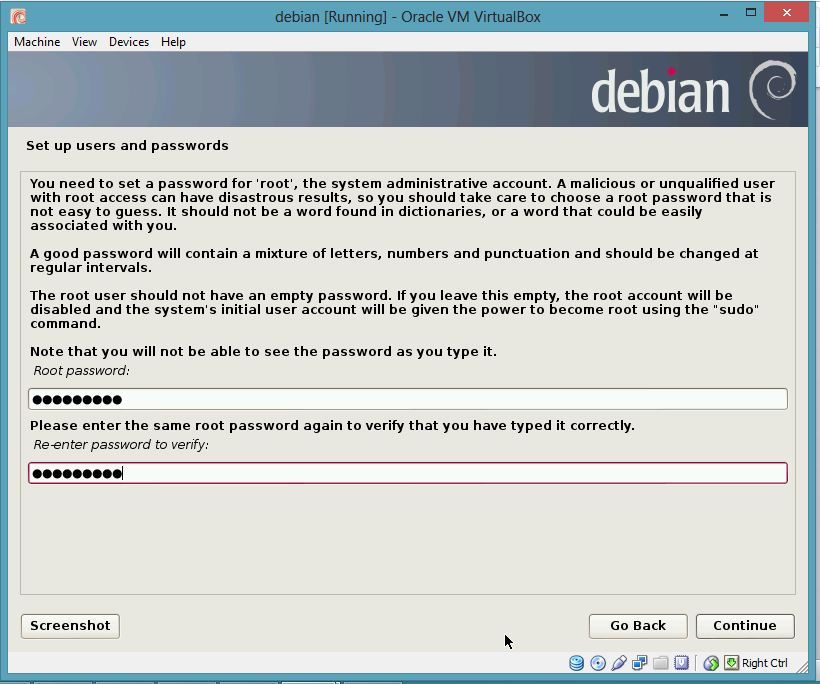 debian [Running] - Oracle VM VirtualBox
Machine View Devices Help
debian
Set up users and passwords
You need to set a password for 'root', the system administrative account. A malicious or unqualified user
with root access can have disastrous results, so you should take care to choose a root password that is
not easy to guess. It should not be a word found in dictionaries, or a word that could be easily
associated with you.
A good password will contain a mixture of letters, numbers and punctuation and should be changed at
regular intervals.
The root user should not have an empty password. If you leave this empty, the root account will be
disabled and the system's initial user account will be given the power to become root using the "sudo"
command.
Note that you will not be able to see the password as you type it.
Root password:
●●●●●●●●●
Please enter the same root password again to verify that you have typed it correctly.
Re-enter password to verify:
●●●●●●●●●
Screenshot Go Back Continue
Right Ctrl